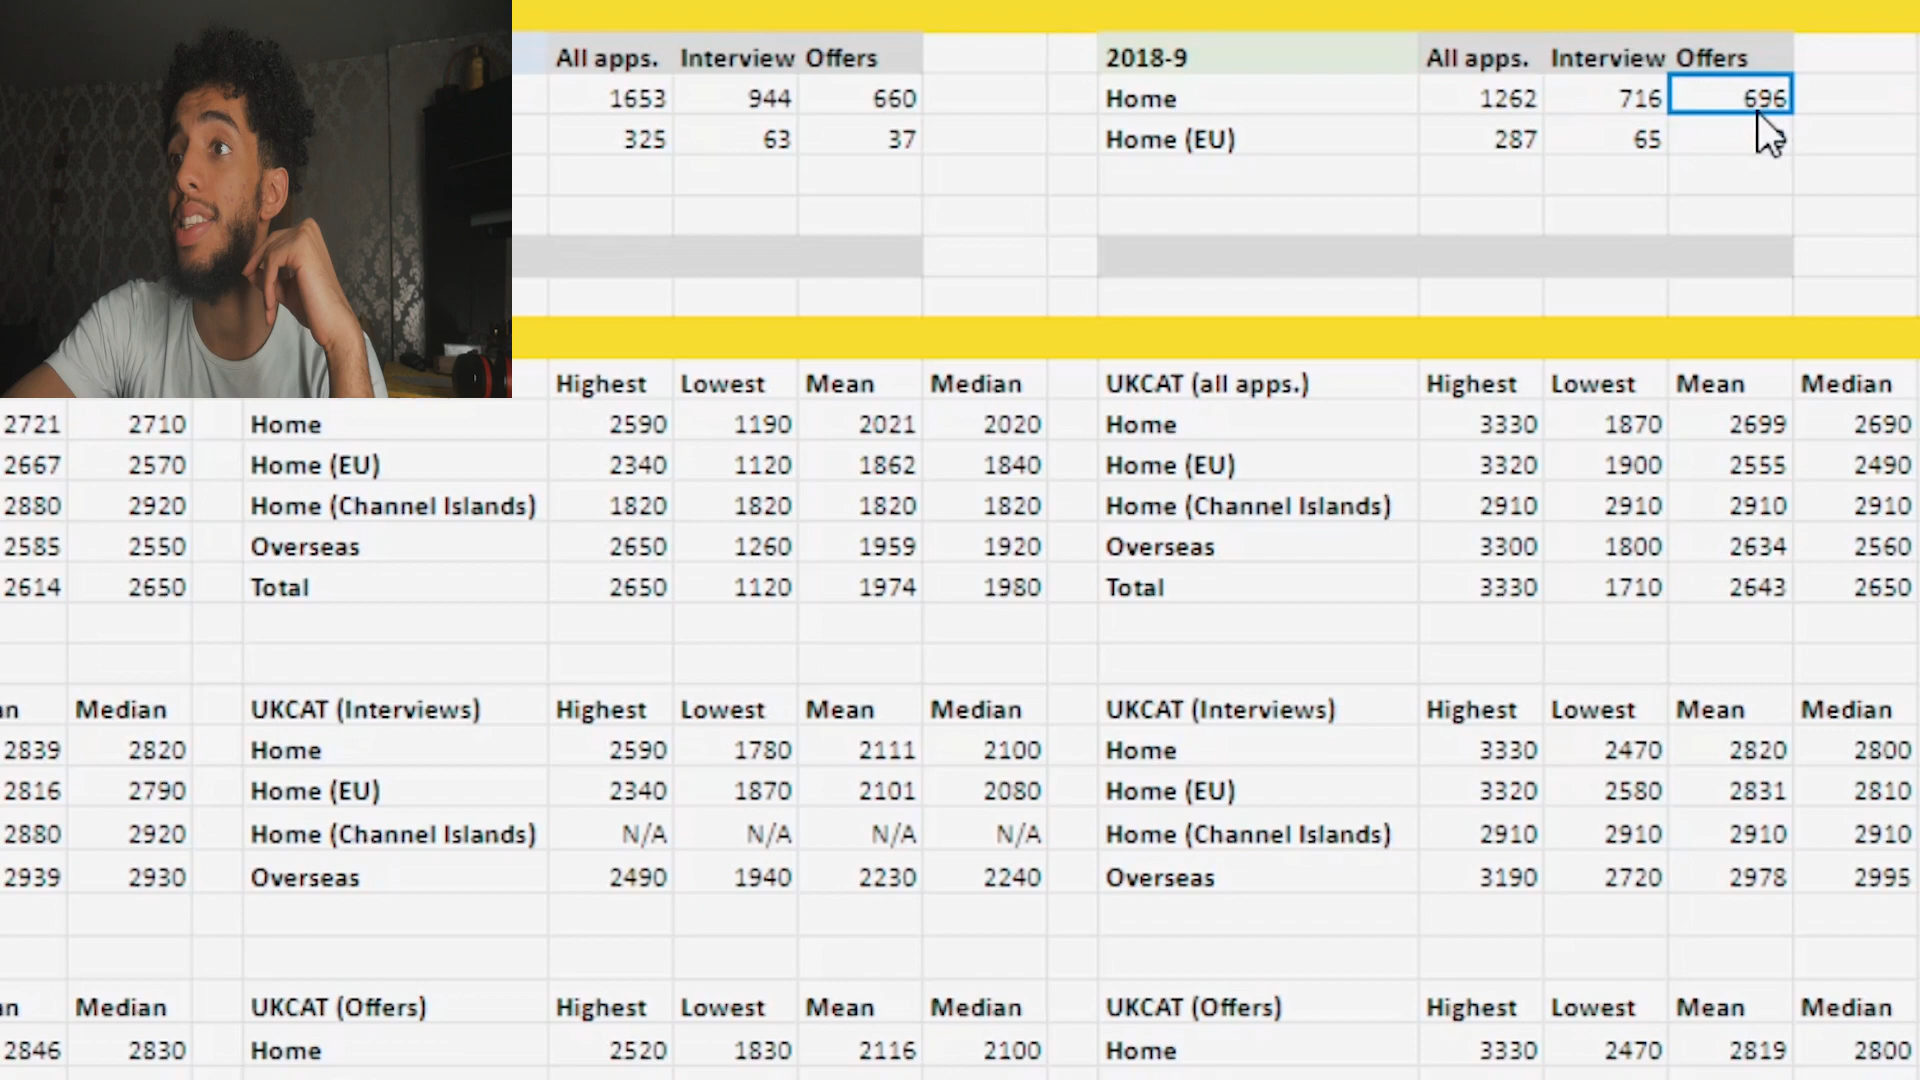 All apps. Interview Offers 2018-9 All apps. Interview Offers
1653 944 660 Home 1262 716 696
325 63 37 Home (EU) 287 65
Highest Lowest Mean Median UKCAT (all apps.) Highest Lowest Mean Median
2721 2710 Home 2590 1190 2021 2020 Home 3330 1870 2699 2690
2667 2570 Home (EU) 2340 1120 1862 1840 Home (EU) 3320 1900 2555 2490
2880 2920 Home (Channel Islands) 1820 1820 1820 1820 Home (Channel Islands) 2910 2910 2910 2910
2585 2550 Overseas 2650 1260 1959 1920 Overseas 3300 1800 2634 2560
2614 2650 Total 2650 1120 1974 1980 Total 3330 1710 2643 2650
Median UKCAT (Interviews) Highest Lowest Mean Median UKCAT (Interviews) Highest Lowest Mean Median
2839 2820 Home 2590 1780 2111 2100 Home 3330 2470 2820 2800
2816 2790 Home (EU) 2340 1870 2101 2080 Home (EU) 3320 2580 2831 2810
2880 2920 Home (Channel Islands) N/A N/A N/A N/A Home (Channel Islands) 2910 2910 2910 2910
2939 2930 Overseas 2490 1940 2230 2240 Overseas 3190 2720 2978 2995
Median UKCAT (Offers) Highest Lowest Mean Median UKCAT (Offers) Highest Lowest Mean Median
2846 2830 Home 2520 1830 2116 2100 Home 3330 2470 2819 2800